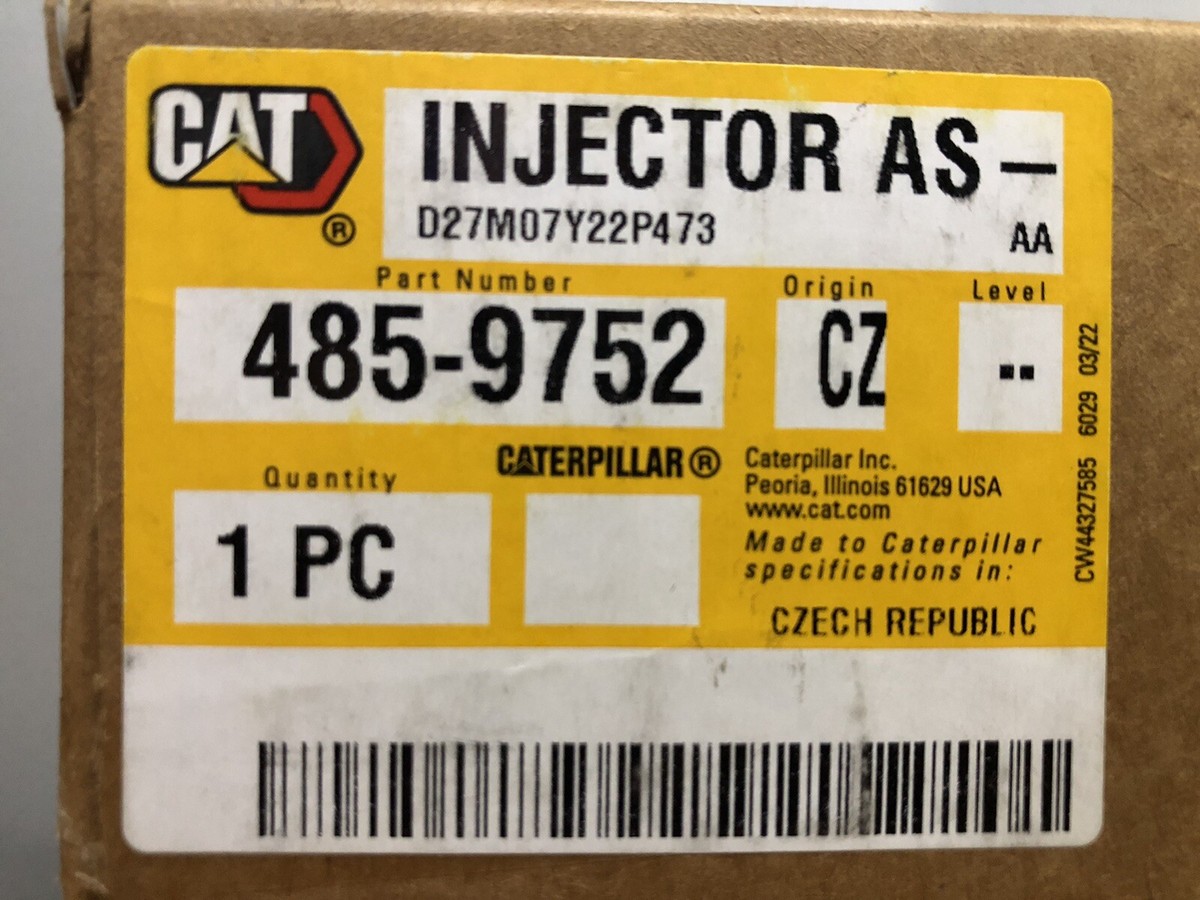 CAT
®
INJECTOR AS –
D27M07Y22P473
AA
Part Number
Origin
Level
485-9752
CZ
--
Quantity
1 PC
CATERPILLAR®
Caterpillar Inc.
Peoria, Illinois 61629 USA
www.cat.com
Made to Caterpillar
specifications in:
CZECH REPUBLIC
CW44327585 6029 03/22